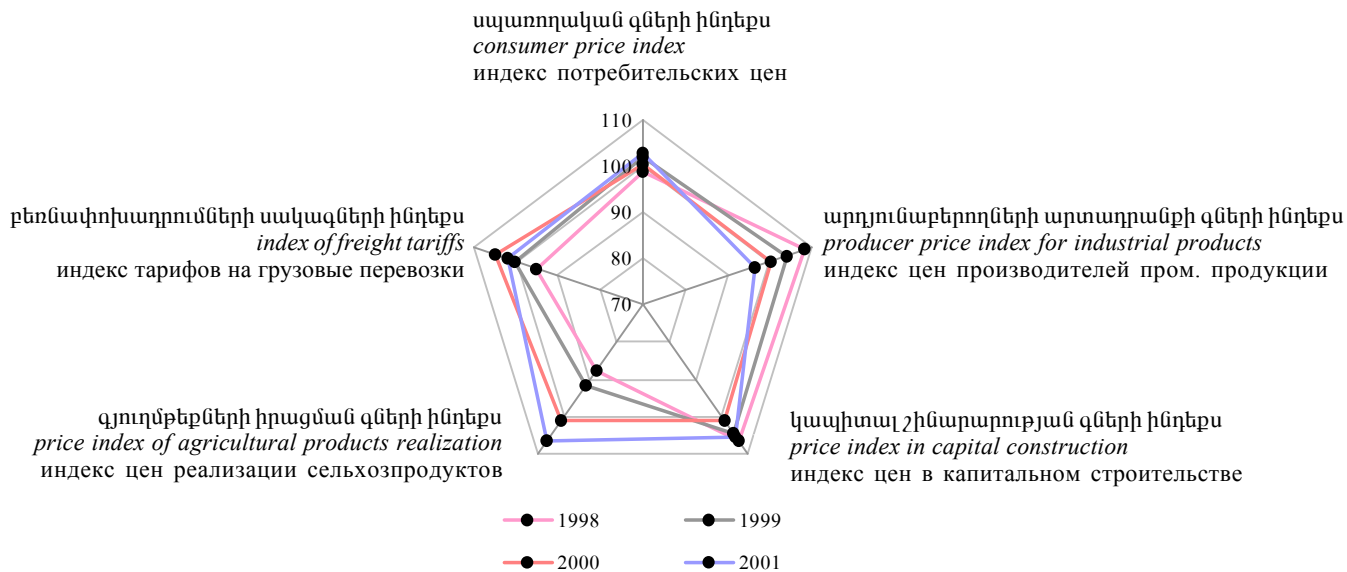 սպառողական գների ինդեքս
consumer price index
индекс потребительских цен
110
100
90
80
70
բեռնափոխադրումների սակագների ինդեքս
index of freight tariffs
индекс тарифов на грузовые перевозки
արդյունաբերողների արտադրանքի գների ինդեքս
producer price index for industrial products
индекс цен производителей пром. продукции
գյուղմթեքների իրացման գների ինդեքս
price index of agricultural products realization
индекс цен реализации сельхозпродуктов
կապիտալ շինարարության գների ինդեքս
price index in capital construction
индекс цен в капитальном строительстве
1998
1999
2000
2001